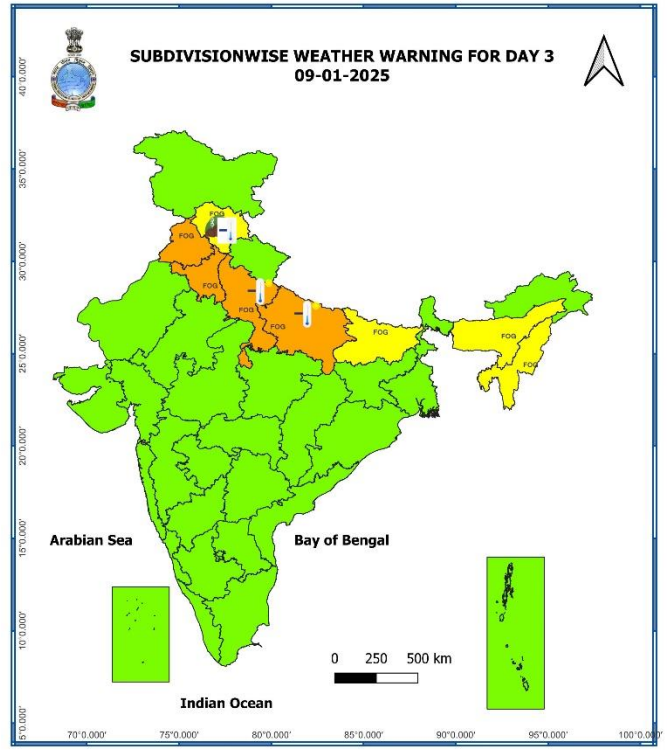 SUBDIVISIONWISE WEATHER WARNING FOR DAY 3
09-01-2025
40°0.000'
35°0.000'
30°0.000'
25°0.000'
20°0.000'
15°0.000'
10°0.000'
5°0.000'
FOG
FOG
FOG
FOG
FOG
FOG
FOG
FOG
Arabian Sea
Bay of Bengal
0 250 500 km
Indian Ocean
70°0.000' 75°0.000' 80°0.000' 85°0.000' 90°0.000' 95°0.000' 100°0.000'